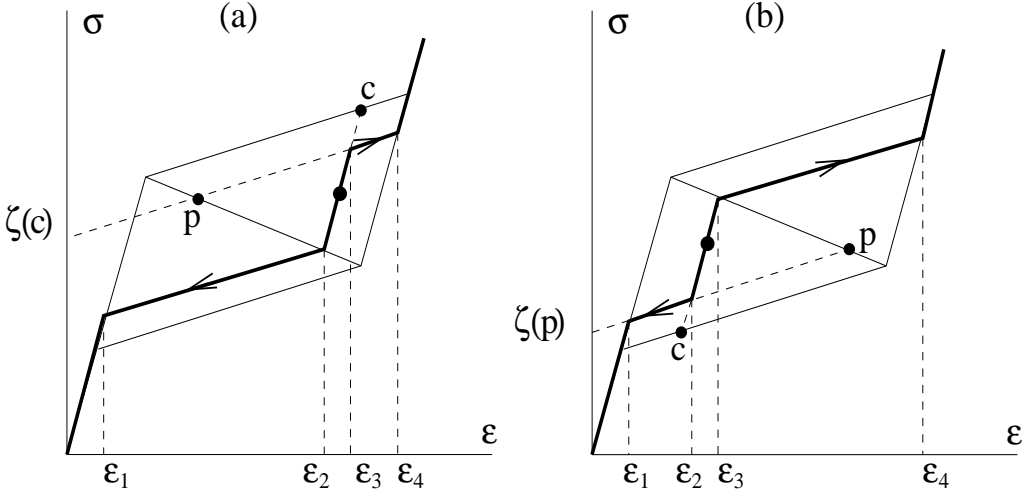 σ (a)
c
p
ζ(c)
ε
ε₁ ε₂ ε₃ ε₄
σ (b)
p
ζ(p)
c
ε
ε₁ ε₂ ε₃ ε₄